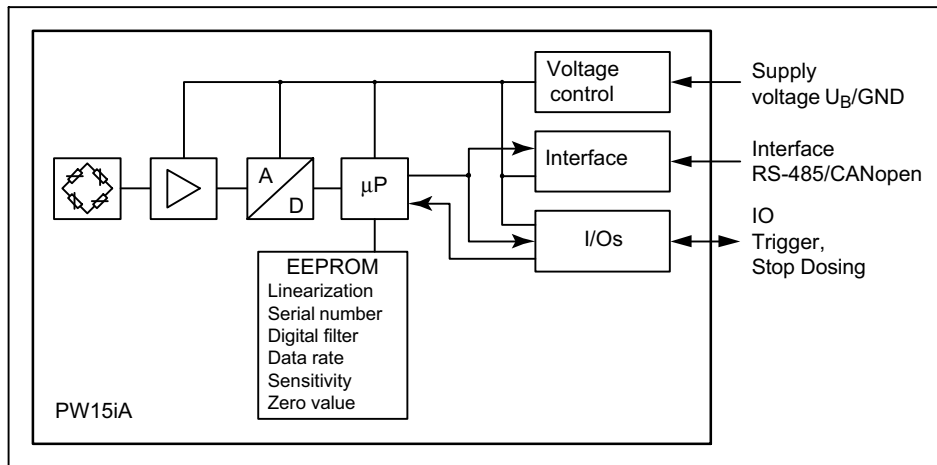 Voltage
control
Supply
voltage UB/GND
Interface
Interface
RS-485/CANopen
A
D
µP
I/Os
IO
Trigger,
Stop Dosing
EEPROM
Linearization
Serial number
Digital filter
Data rate
Sensitivity
Zero value
PW15iA